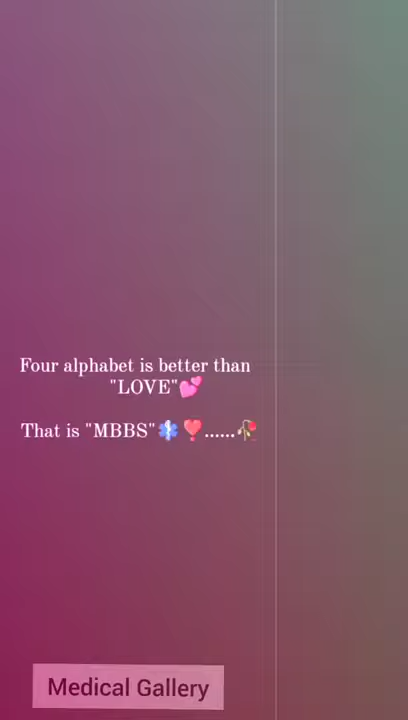 Four alphabet is better than
"LOVE"💕
That is "MBBS"⚕️❣️......🥀
Medical Gallery